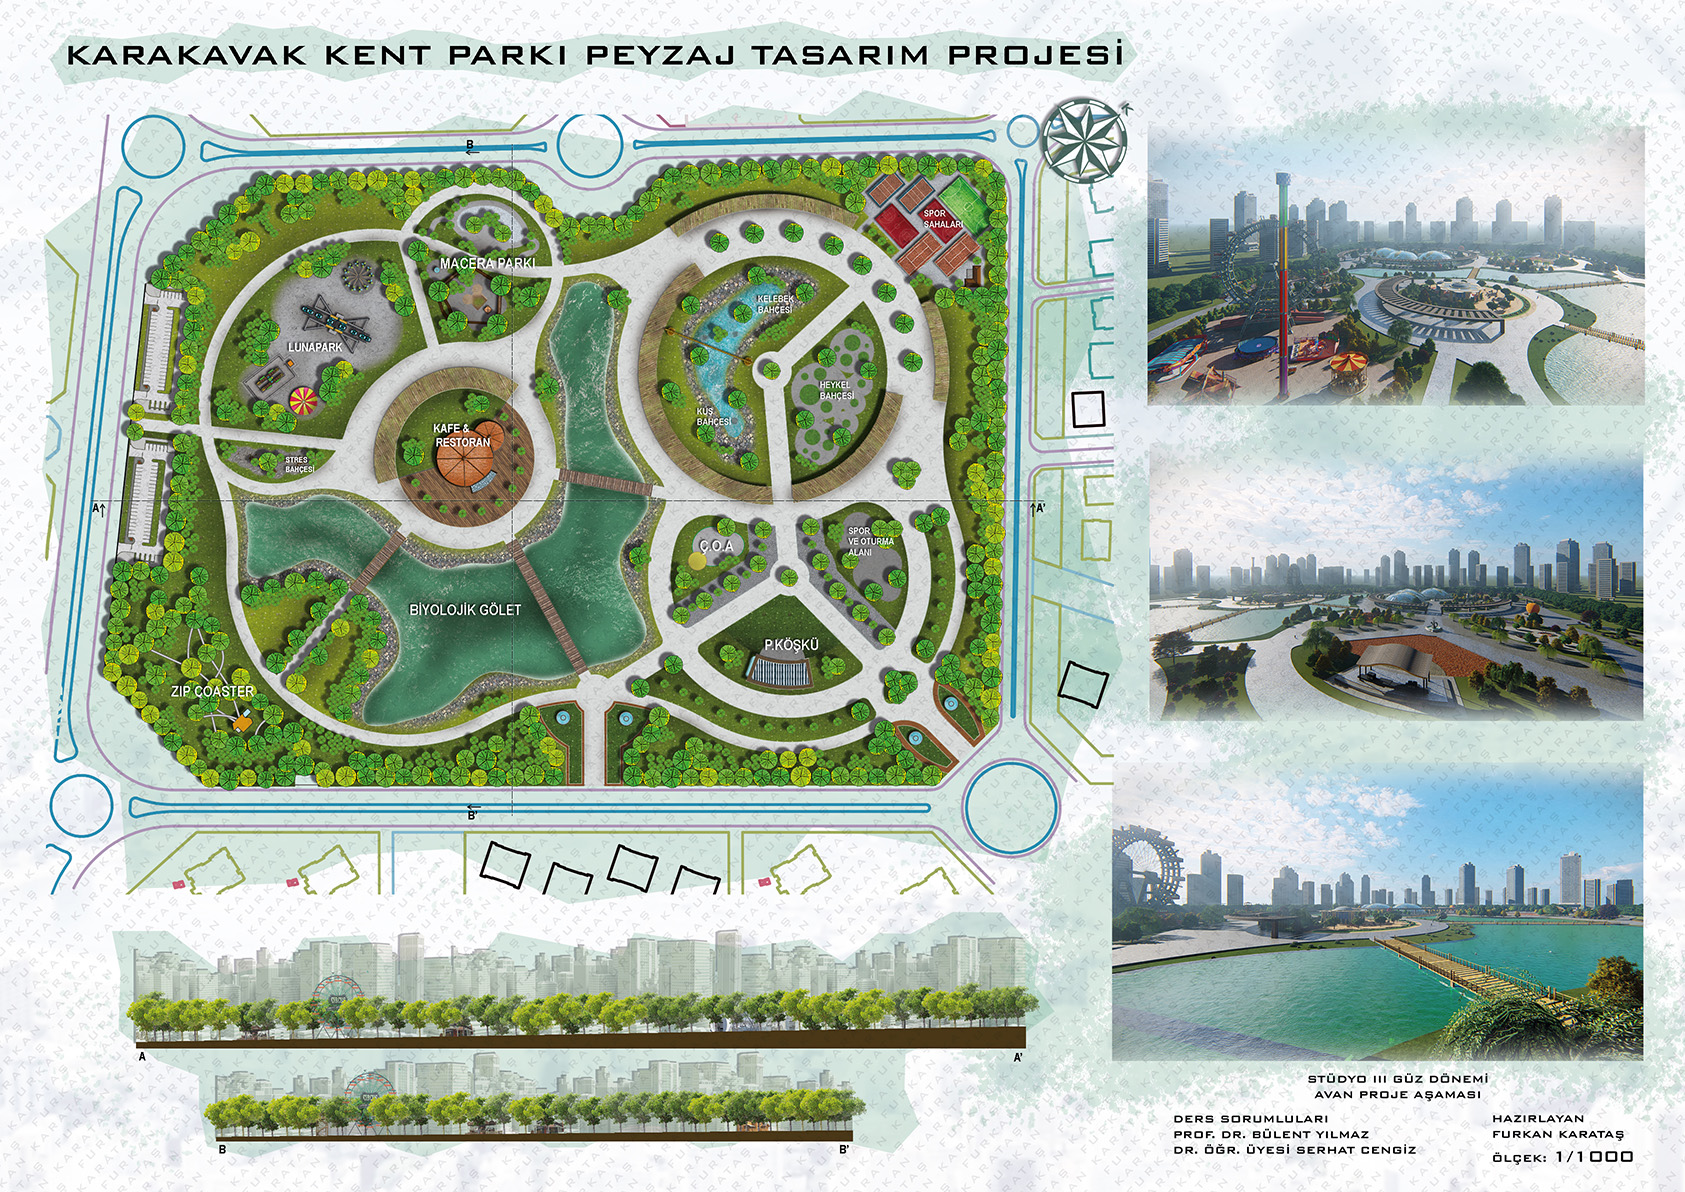 KARAKAVAK KENT PARKI PEYZAJ TASARIM PROJESİ
K
B
MACERA PARKI
SPOR
SAHALARI
KELEBEK
BAHÇESİ
LUNAPARK
HEYKEL
BAHÇESİ
KUŞ
BAHÇESİ
KAFE &
RESTORAN
STRES
BAHÇESİ
A
A'
Ç.O.A
SPOR
VE OTURMA
ALANI
BİYOLOJİK GÖLET
P.KÖŞKÜ
ZIP COASTER
B'
A
A'
B
B'
STÜDYO III GÜZ DÖNEMİ
AVAN PROJE AŞAMASI
DERS SORUMLULARI
PROF. DR. BÜLENT YILMAZ
DR. ÖĞR. ÜYESİ SERHAT CENGİZ
HAZIRLAYAN
FURKAN KARATAŞ
ÖLÇEK: 1/1000